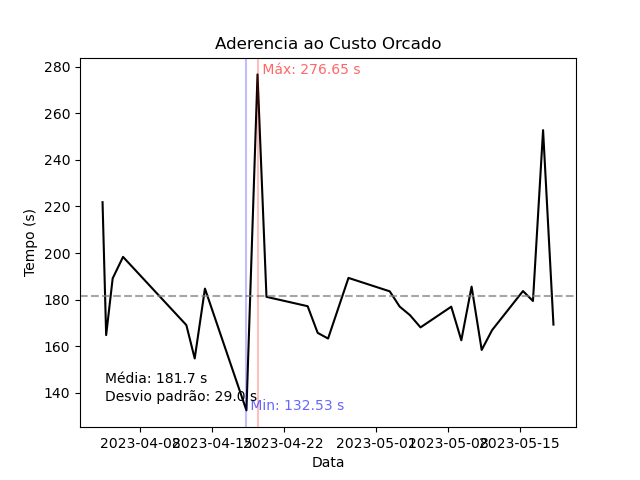 Aderencia ao Custo Orcado
280
260
240
220
200
180
160
140
Tempo (s)
Máx: 276.65 s
Média: 181.7 s
Desvio padrão: 29.0 s
Min: 132.53 s
2023-04-08 2023-04-15 2023-04-22 2023-05-01 2023-05-08 2023-05-15
Data